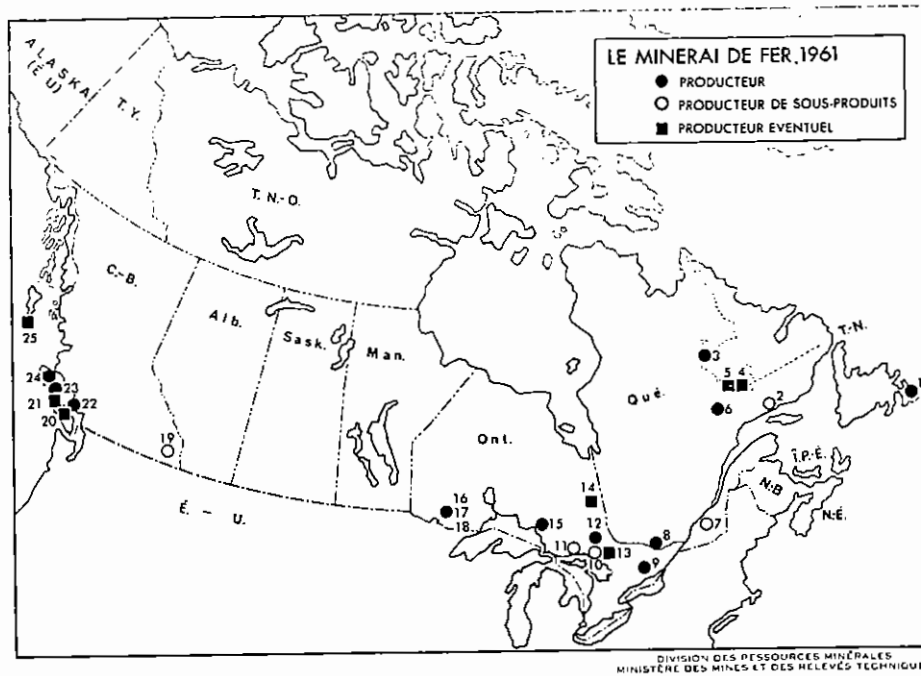 LE MINERAI DE FER, 1961
PRODUCTEUR
PRODUCTEUR DE SOUS-PRODUITS
PRODUCTEUR EVENTUEL
ALASKA
(É U)
T.Y.
T.N.-O.
C.-B.
Alb.
Sask.
Man.
Ont.
Qué.
T.-N.
Î.P.-É.
N.-B
N.-É.
É. - U.
1
2
3
4
5
6
7
8
9
10
11
12
13
14
15
16
17
18
19
20
21
22
23
24
25
DIVISION DES RESSOURCES MINÉRALES
MINISTÈRE DES MINES ET DES RELEVÉS TECHNIQUE